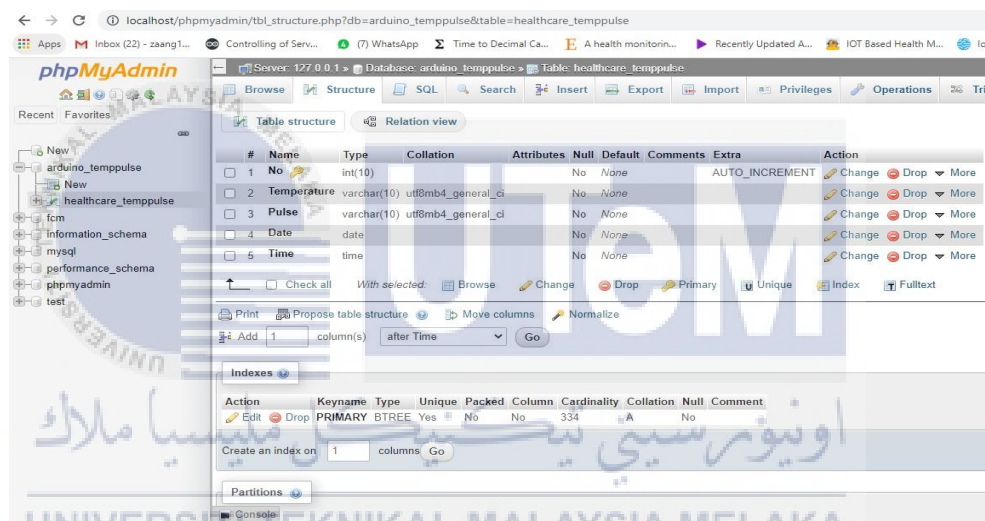 localhost/phpmyadmin/tbl_structure.php?db=arduino_temppulse&table=healthcare_temppulse
Apps Inbox (22) - zaang1... Controlling of Serv... (7) WhatsApp Time to Decimal Ca... A health monitorin... Recently Updated A... IOT Based Health M...
phpMyAdmin
Recent Favorites
New
arduino_temppulse
New
healthcare_temppulse
fcm
information_schema
mysql
performance_schema
phpmyadmin
test
Server: 127.0.0.1 » Database: arduino_temppulse » Table: healthcare_temppulse
Browse Structure SQL Search Insert Export Import Privileges Operations Tri
Table structure Relation view
# Name Type Collation Attributes Null Default Comments Extra Action
1 No int(10) No None AUTO_INCREMENT Change Drop More
2 Temperature varchar(10) utf8mb4_general_ci No None Change Drop More
3 Pulse varchar(10) utf8mb4_general_ci No None Change Drop More
4 Date date No None Change Drop More
5 Time time No None Change Drop More
Check all With selected: Browse Change Drop Primary Unique Index Fulltext
Print Propose table structure Move columns Normalize
Add 1 column(s) after Time Go
Indexes
Action Keyname Type Unique Packed Column Cardinality Collation Null Comment
Edit Drop PRIMARY BTREE Yes No No 334 A No
Create an index on 1 columns Go
Partitions
Console
UTeM
اونيورسيتي تيكنيكل مليسيا ملاك
UNIVERSITI TEKNIKAL MALAYSIA MELAKA